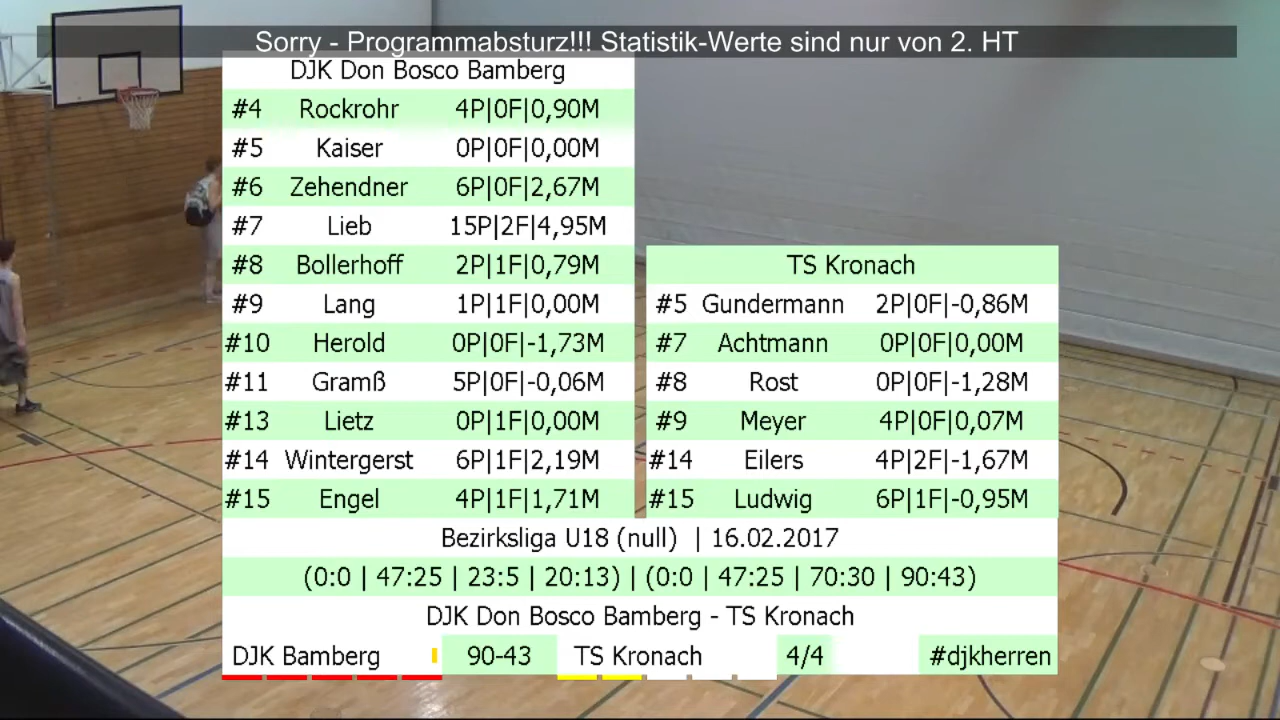 Sorry - Programmabsturz!!! Statistik-Werte sind nur von 2. HT
DJK Don Bosco Bamberg
#4 Rockrohr 4P|0F|0,90M
#5 Kaiser 0P|0F|0,00M
#6 Zehendner 6P|0F|2,67M
#7 Lieb 15P|2F|4,95M
#8 Bollerhoff 2P|1F|0,79M
#9 Lang 1P|1F|0,00M
#10 Herold 0P|0F|-1,73M
#11 Gramß 5P|0F|-0,06M
#13 Lietz 0P|1F|0,00M
#14 Wintergerst 6P|1F|2,19M
#15 Engel 4P|1F|1,71M
TS Kronach
#5 Gundermann 2P|0F|-0,86M
#7 Achtmann 0P|0F|0,00M
#8 Rost 0P|0F|-1,28M
#9 Meyer 4P|0F|0,07M
#14 Eilers 4P|2F|-1,67M
#15 Ludwig 6P|1F|-0,95M
Bezirksliga U18 (null) | 16.02.2017
(0:0 | 47:25 | 23:5 | 20:13) | (0:0 | 47:25 | 70:30 | 90:43)
DJK Don Bosco Bamberg - TS Kronach
DJK Bamberg 90-43 TS Kronach 4/4 #djkherren